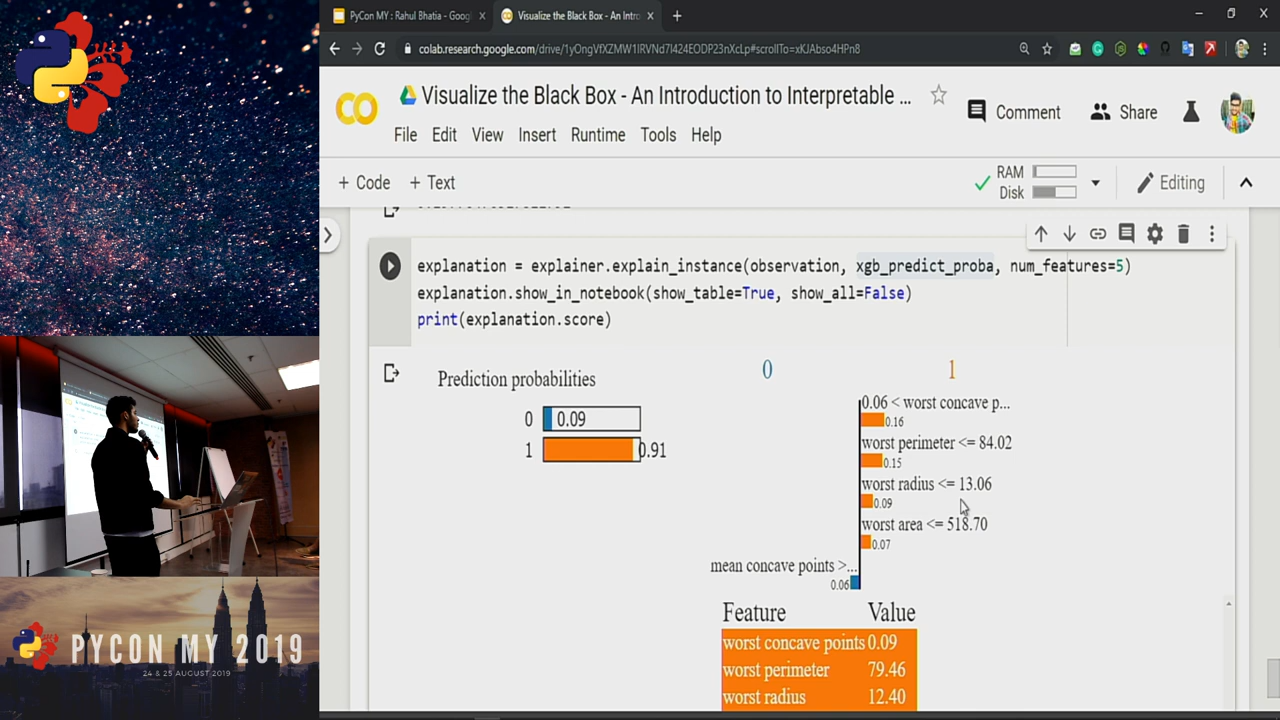 PyCon MY : Rahul Bhatia - Goog
Visualize the Black Box - An Intro
colab.research.google.com/drive/1yOngVfXZMW1lRVNd7l424EODP23nXcLp#scrollTo=xKJAbso4HPn8
Visualize the Black Box - An Introduction to Interpretable ...
Comment
Share
File Edit View Insert Runtime Tools Help
+ Code + Text
RAM
Disk
Editing
explanation = explainer.explain_instance(observation, xgb_predict_proba, num_features=5)
explanation.show_in_notebook(show_table=True, show_all=False)
print(explanation.score)
Prediction probabilities
0 0.09
1 0.91
0 1
0.06 < worst concave p...
0.16
worst perimeter <= 84.02
0.15
worst radius <= 13.06
0.09
worst area <= 518.70
0.07
mean concave points >...
0.06
Feature Value
worst concave points 0.09
worst perimeter 79.46
worst radius 12.40
PYCON MY 2019
24 & 25 AUGUST 2019